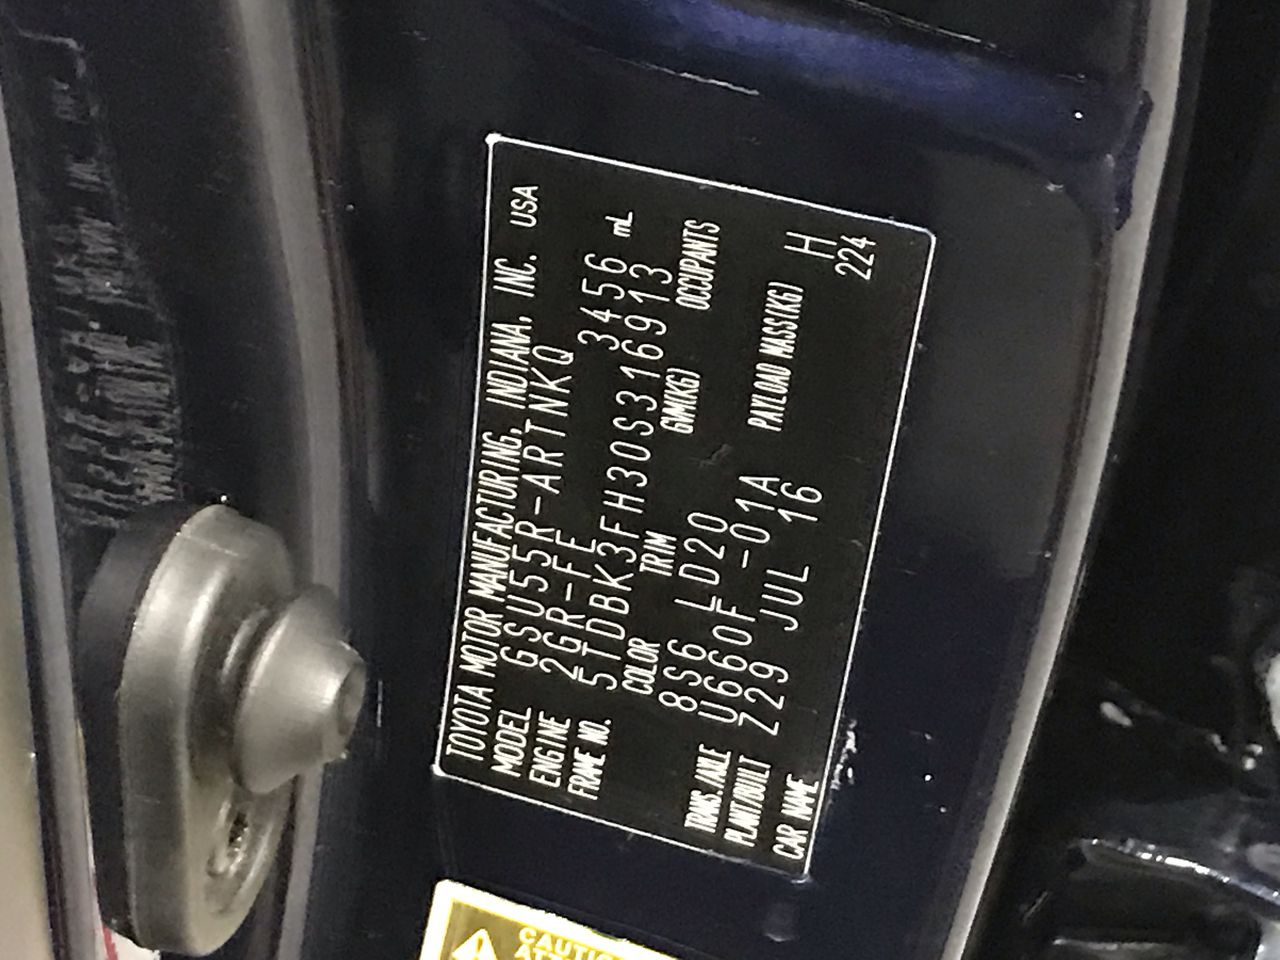 TOYOTA MOTOR MANUFACTURING, INDIANA, INC. USA
MODEL GSU55R-ARTNKQ
ENGINE 2GR-FE 3456 mL
FRAME NO. 5TDBK3FH30S316913
COLOR TRIM GVM(KG) OCCUPANTS
8S6 LD20
TRANS./AXLE U660F -01A PAYLOAD MASS(KG) H
PLANT/BUILT Z29 JUL 16 224
CAR NAME
CAUTION